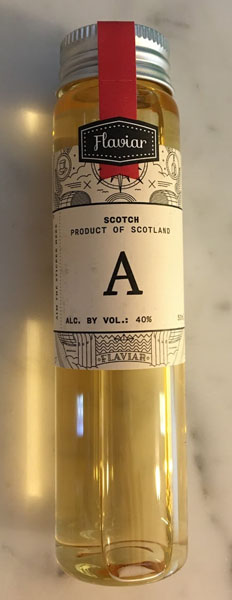 Flaviar
SCOTCH
PRODUCT OF SCOTLAND
A
ALC. BY VOL.: 40%
FLAVIAR